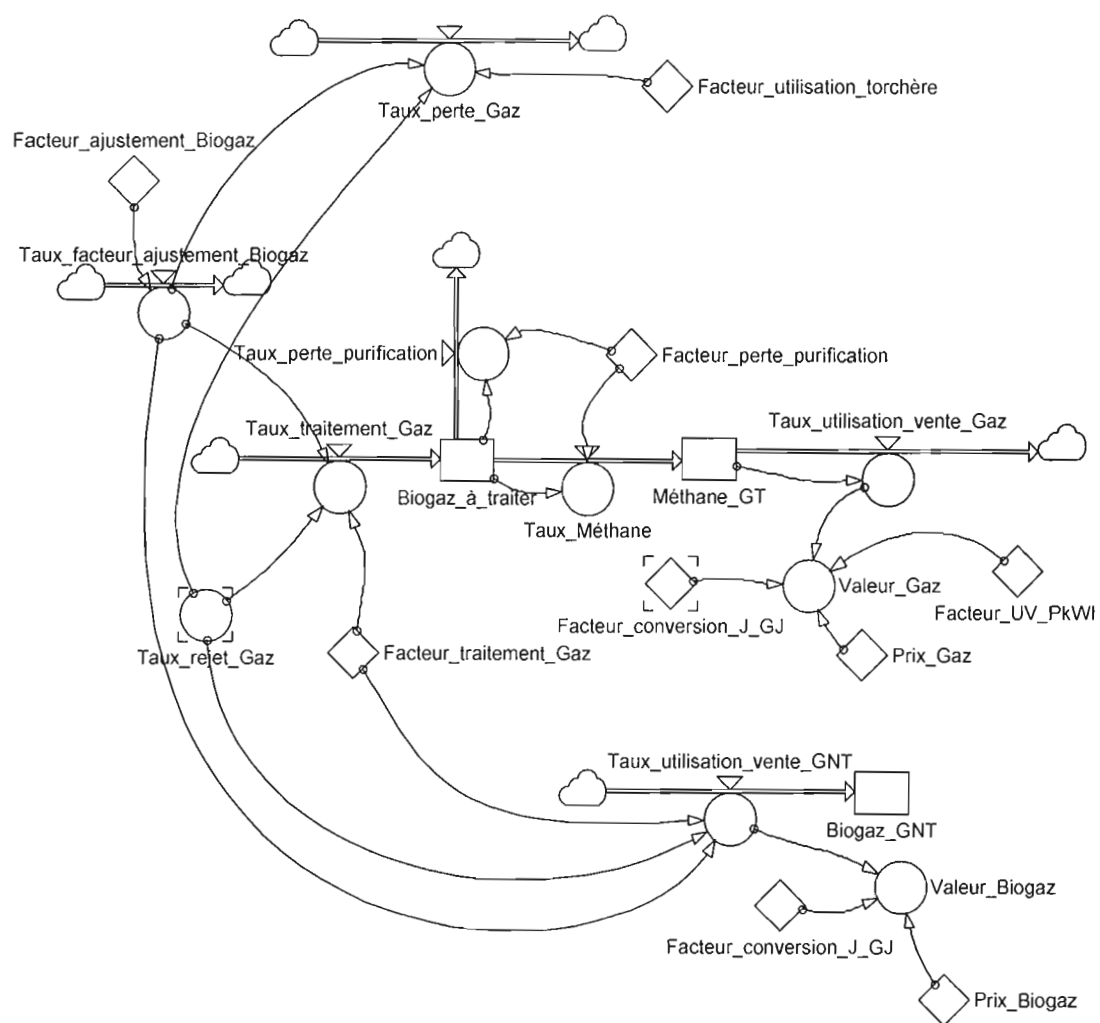 Facteur_utilisation_torchère
Taux_perte_Gaz
Facteur_ajustement_Biogaz
Taux_facteur_ajustement_Biogaz
Taux_perte_purification
Facteur_perte_purification
Taux_traitement_Gaz
Taux_utilisation_vente_Gaz
Biogaz_à_traiter
Méthane_GT
Taux_Méthane
Valeur_Gaz
Facteur_conversion_J_GJ
Facteur_UV_PkWh
Taux_rejet_Gaz
Facteur_traitement_Gaz
Prix_Gaz
Taux_utilisation_vente_GNT
Biogaz_GNT
Valeur_Biogaz
Facteur_conversion_J_GJ
Prix_Biogaz